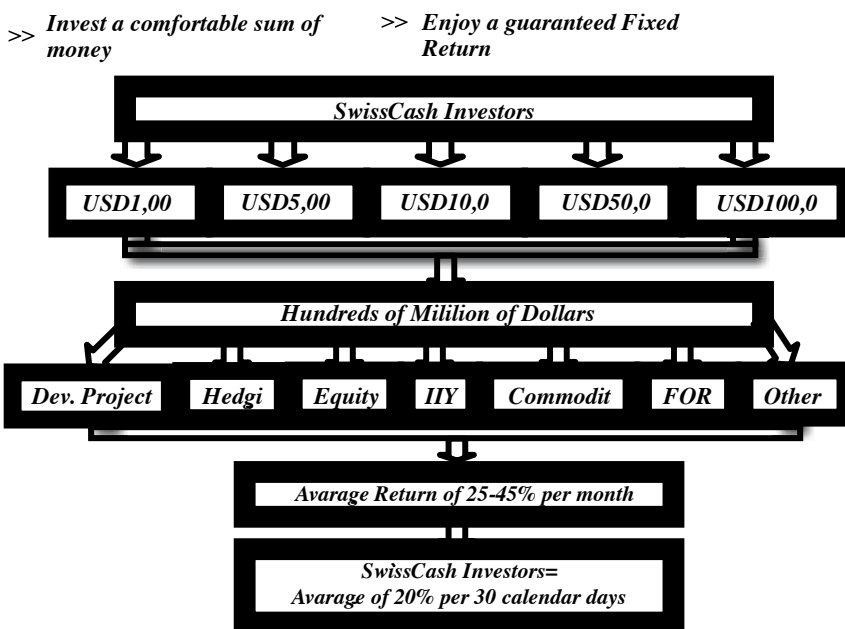 >> Invest a comfortable sum of
money
>> Enjoy a guaranteed Fixed
Return
SwissCash Investors
USD1,00
USD5,00
USD10,0
USD50,0
USD100,0
Hundreds of Mililion of Dollars
Dev. Project
Hedgi
Equity
IIY
Commodit
FOR
Other
Avarage Return of 25-45% per month
SwissCash Investors=
Avarage of 20% per 30 calendar days